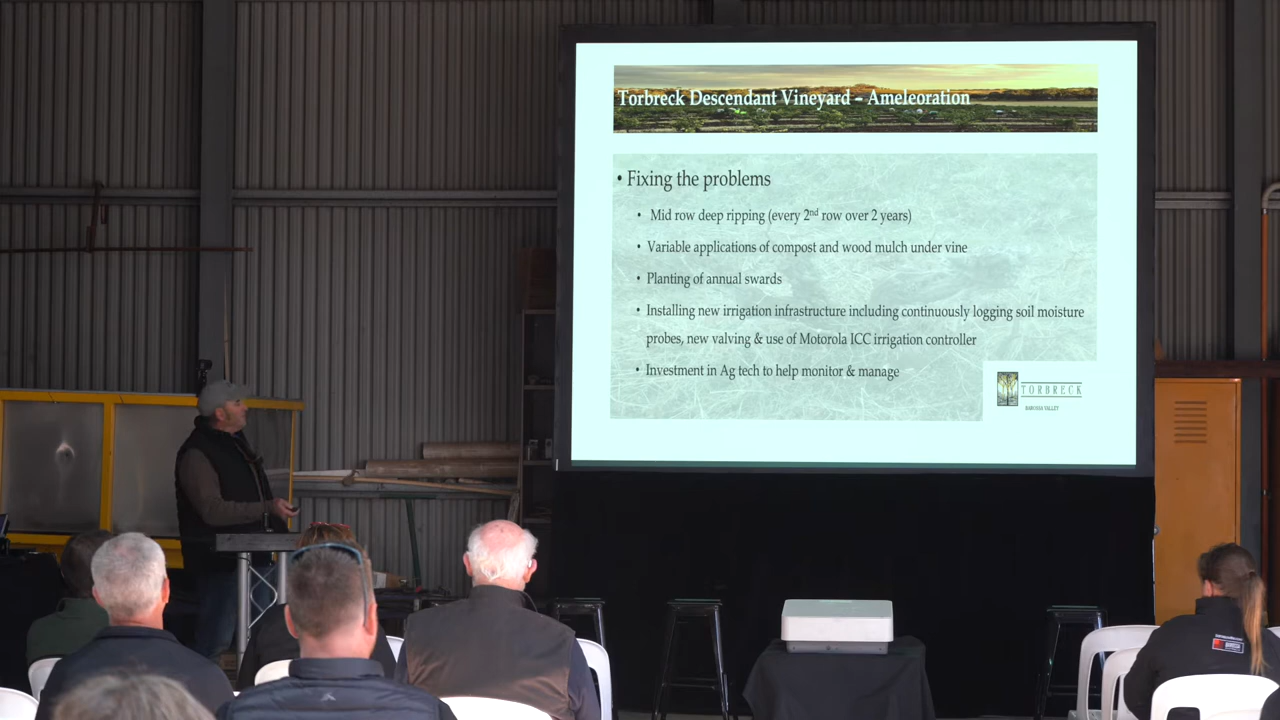 Torbreck Descendant Vineyard – Ameleoration
• Fixing the problems
• Mid row deep ripping (every 2nd row over 2 years)
• Variable applications of compost and wood mulch under vine
• Planting of annual swards
• Installing new irrigation infrastructure including continuously logging soil moisture
probes, new valving & use of Motorola ICC irrigation controller
• Investment in Ag tech to help monitor & manage
TORBRECK
BAROSSA VALLEY